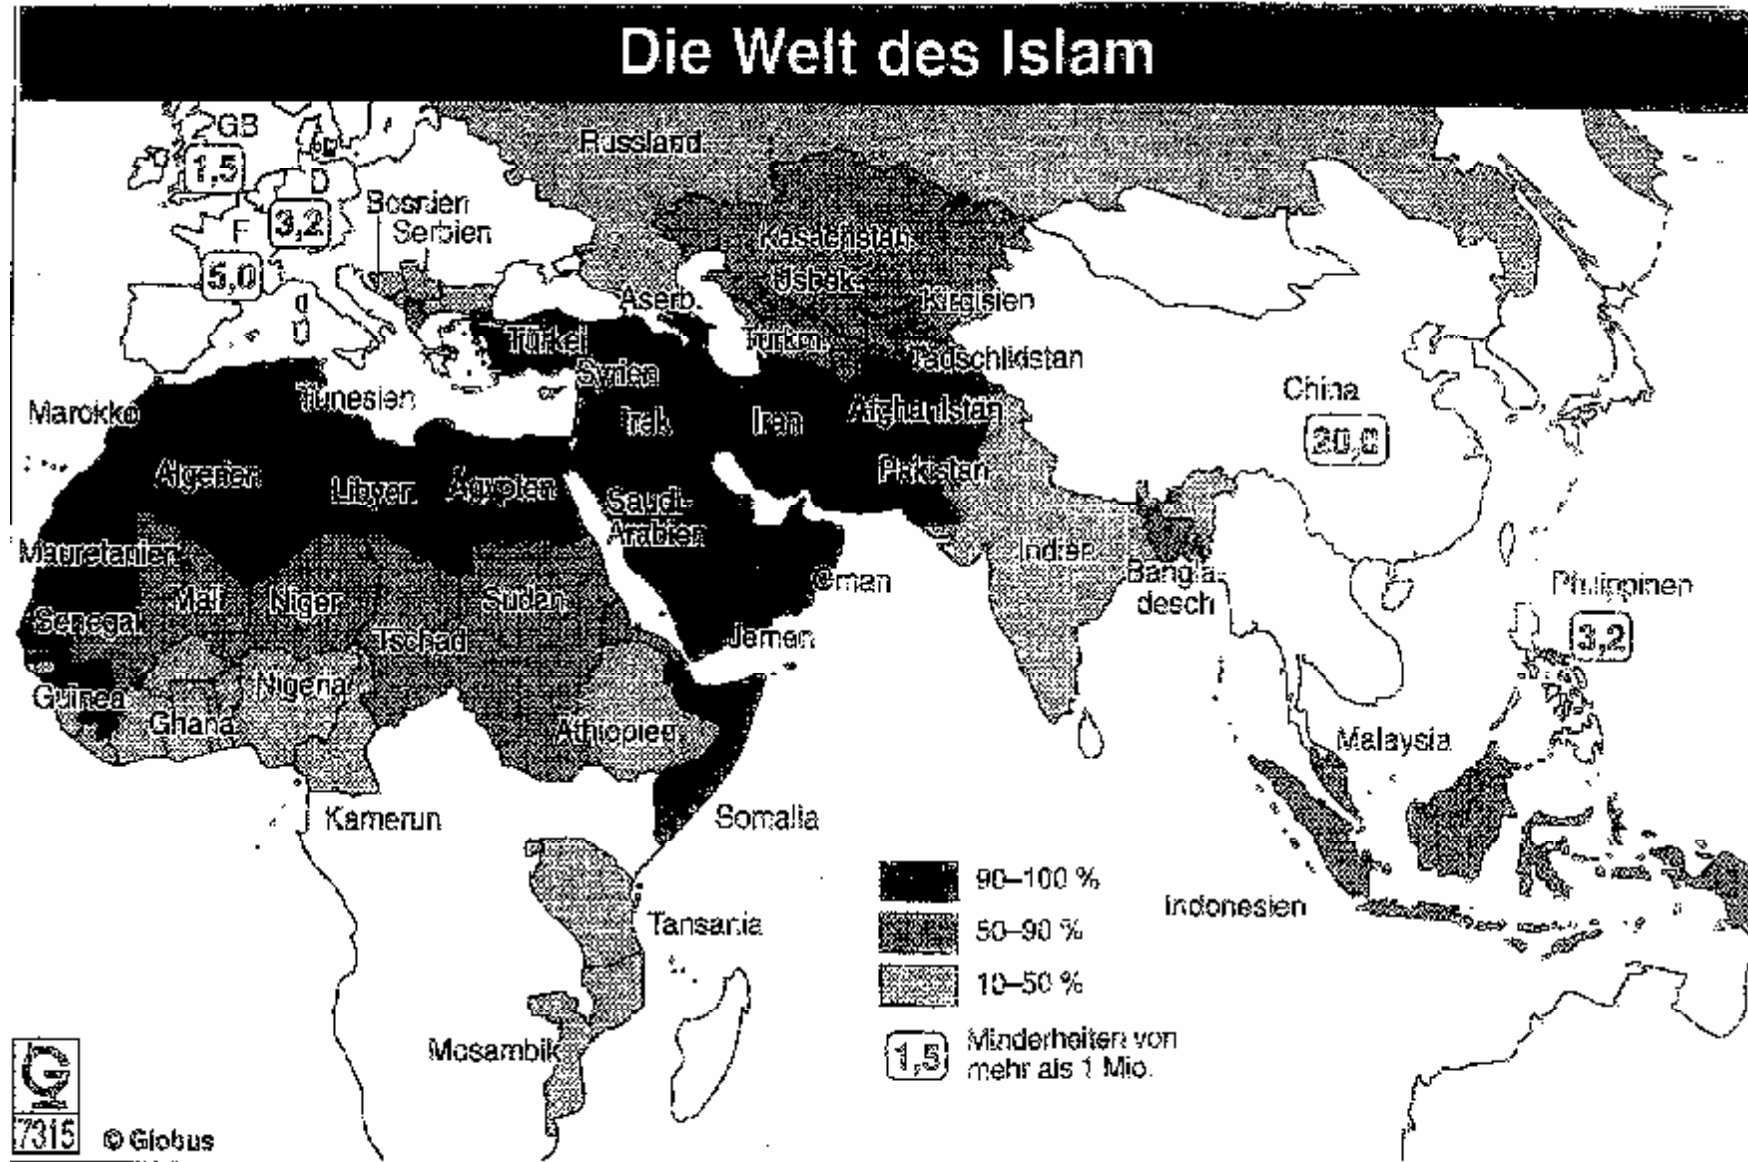 Die Welt des Islam
GB
1,5
D
Russland
3,2
Bosnien
Serbien
F
5,0
Kasachstan
Usbek.
Aserb.
Kirgisien
Türkei
Turkm.
Tadschikistan
Syrien
China
20,0
Marokko
Tunesien
Irak
Iran
Afghanistan
Algerien
Libyen
Ägypten
Pakistan
Saudi-
Arabien
Mauretanien
Indien
Bangla-
desch
Oman
Philippinen
3,2
Mali
Niger
Sudan
Senegal
Tschad
Jemen
Guinea
Nigeria
Ghana
Äthiopien
Malaysia
Kamerun
Somalia
90–100 %
Indonesien
50–90 %
Tansania
10–50 %
Mosambik
1,5
Minderheiten von
mehr als 1 Mio.
G
7315
© Globus